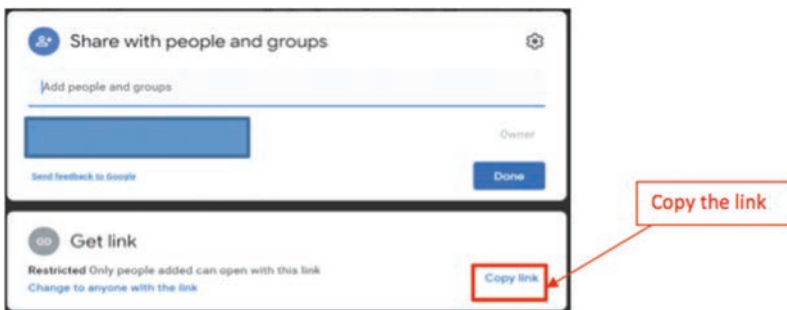 Share with people and groups
Add people and groups
Owner
Send feedback to Google
Done
Get link
Restricted Only people added can open with this link
Change to anyone with the link
Copy link
Copy the link